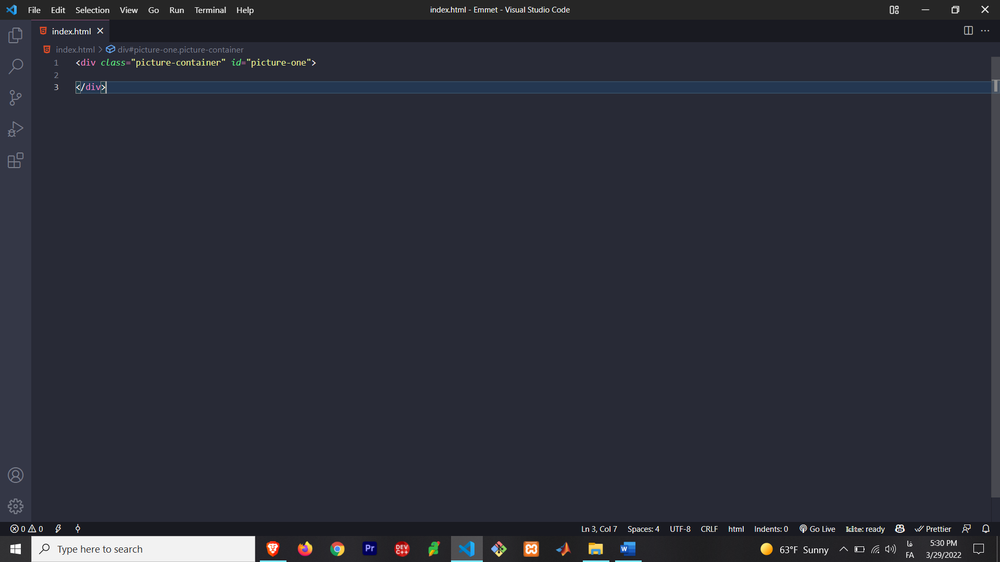 File Edit Selection View Go Run Terminal Help
index.html - Emmet - Visual Studio Code
index.html
index.html > div#picture-one.picture-container
1 <div class="picture-container" id="picture-one">
2
3 </div>
0 0
Ln 3, Col 7 Spaces: 4 UTF-8 CRLF html Indents: 0 Go Live kite: ready Prettier
Type here to search
Pr
DEV C++
W
63°F Sunny
فا
FA
5:30 PM
3/29/2022